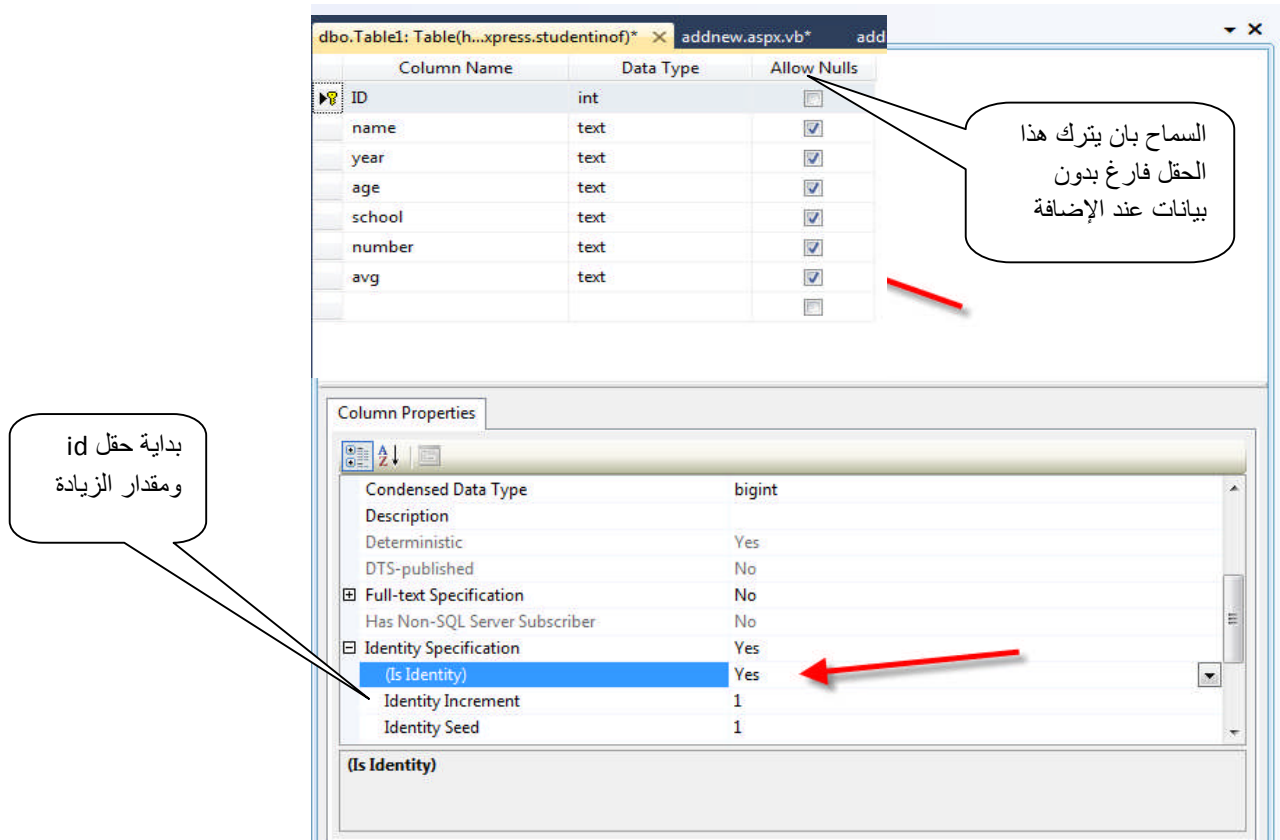 dbo.Table1: Table(h...xpress.studentinof)* addnew.aspx.vb* add
Column Name Data Type Allow Nulls
ID int
name text
year text
age text
school text
number text
avg text
السماح بان يترك هذا
الحقل فارغ بدون
بيانات عند الإضافة
Column Properties
بداية حقل id
ومقدار الزيادة
Condensed Data Type bigint
Description
Deterministic Yes
DTS-published No
Full-text Specification No
Has Non-SQL Server Subscriber No
Identity Specification Yes
(Is Identity) Yes
Identity Increment 1
Identity Seed 1
(Is Identity)